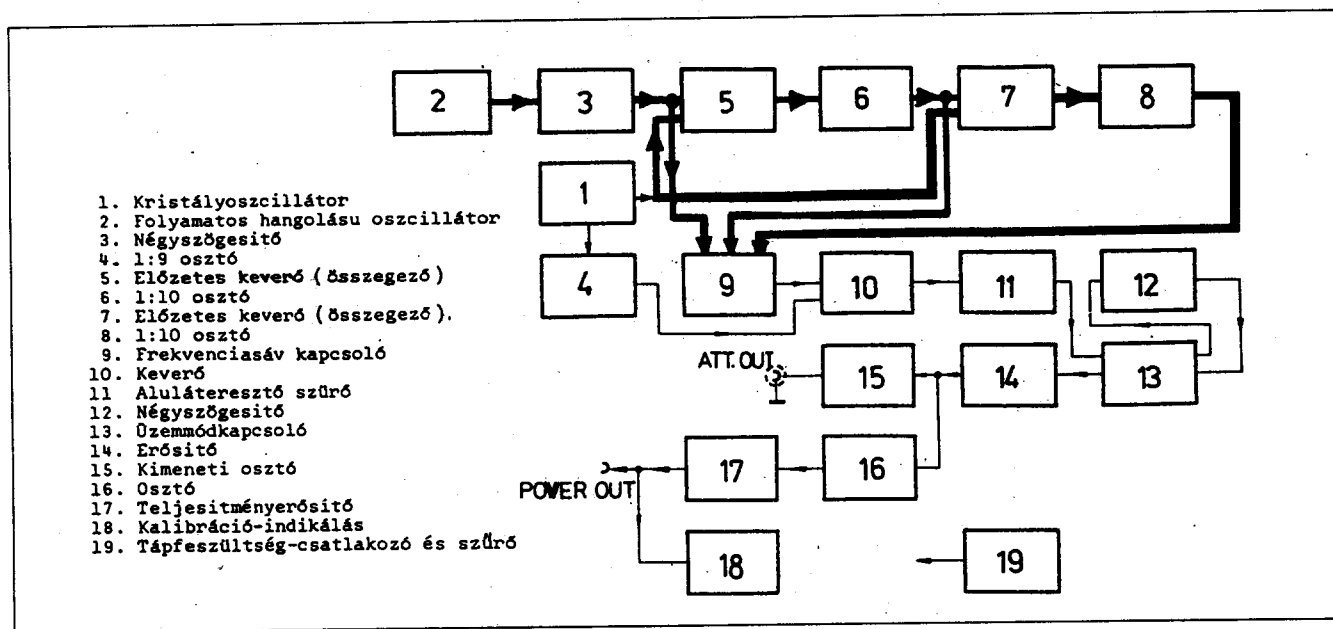 2
3
5
6
7
8
1
4
9
10
11
12
13
14
15
16
17
18
19
ATT. OUT
POWER OUT
1. Kristályoszcillátor
2. Folyamatos hangolásu oszcillátor
3. Négyszögesitő
4. 1:9 osztó
5. Előzetes keverő (összegező)
6. 1:10 osztó
7. Előzetes keverő (összegező).
8. 1:10 osztó
9. Frekvenciasáv kapcsoló
10. Keverő
11 Aluláteresztő szürő
12. Négyszögesitő
13. Üzemmódkapcsoló
14. Erősitő
15. Kimeneti osztó
16. Osztó
17. Teljesitményerősitő
18. Kalibráció-indikálás
19. Tápfeszültség-csatlakozó és szűrő